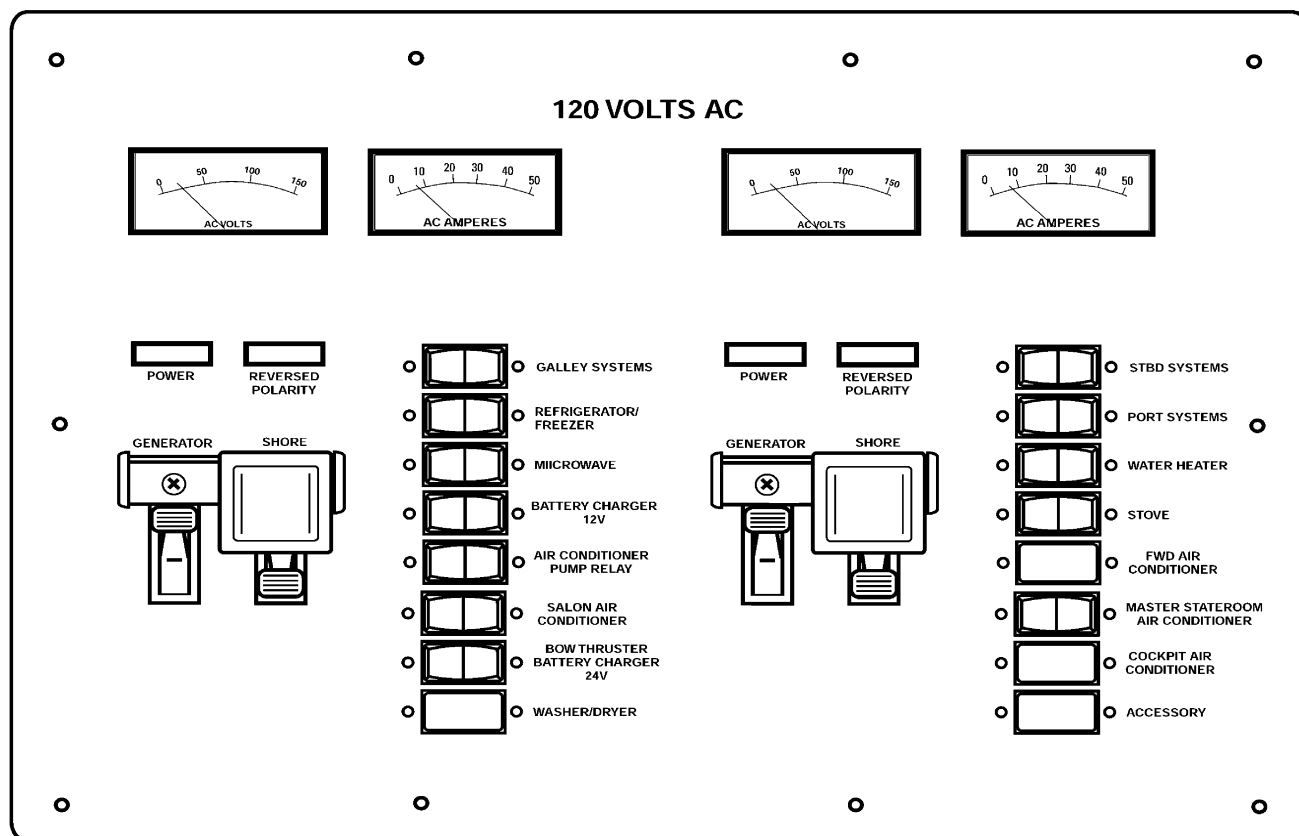 120 VOLTS AC
0 50 100 150
AC VOLTS
0 10 20 30 40 50
AC AMPERES
0 50 100 150
AC VOLTS
0 10 20 30 40 50
AC AMPERES
POWER
REVERSED
POLARITY
GENERATOR
SHORE
GALLEY SYSTEMS
REFRIGERATOR/
FREEZER
MIICROWAVE
BATTERY CHARGER
12V
AIR CONDITIONER
PUMP RELAY
SALON AIR
CONDITIONER
BOW THRUSTER
BATTERY CHARGER
24V
WASHER/DRYER
POWER
REVERSED
POLARITY
GENERATOR
SHORE
STBD SYSTEMS
PORT SYSTEMS
WATER HEATER
STOVE
FWD AIR
CONDITIONER
MASTER STATEROOM
AIR CONDITIONER
COCKPIT AIR
CONDITIONER
ACCESSORY